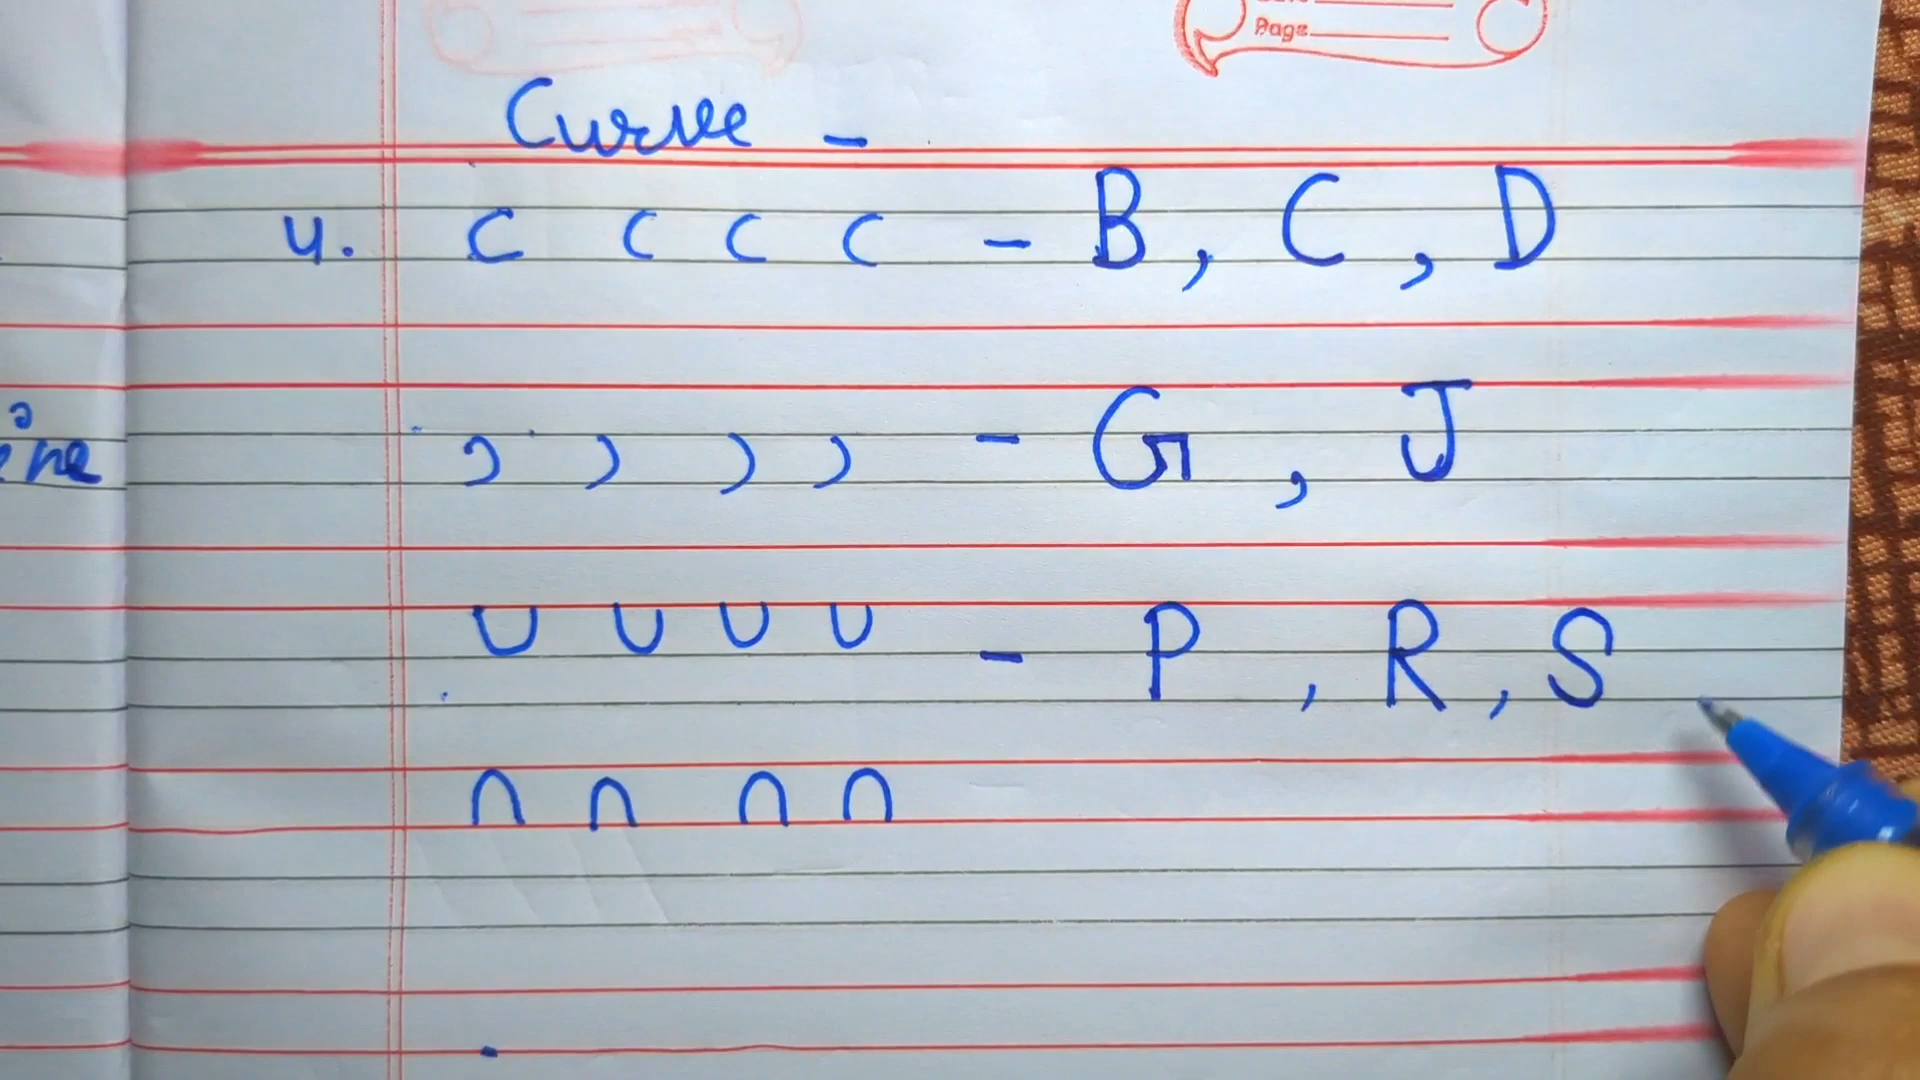 Page
Curve -
4. C C C C - B, C, D
) ) ) ) - G, J
U U U U - P, R, S
∩ ∩ ∩ ∩